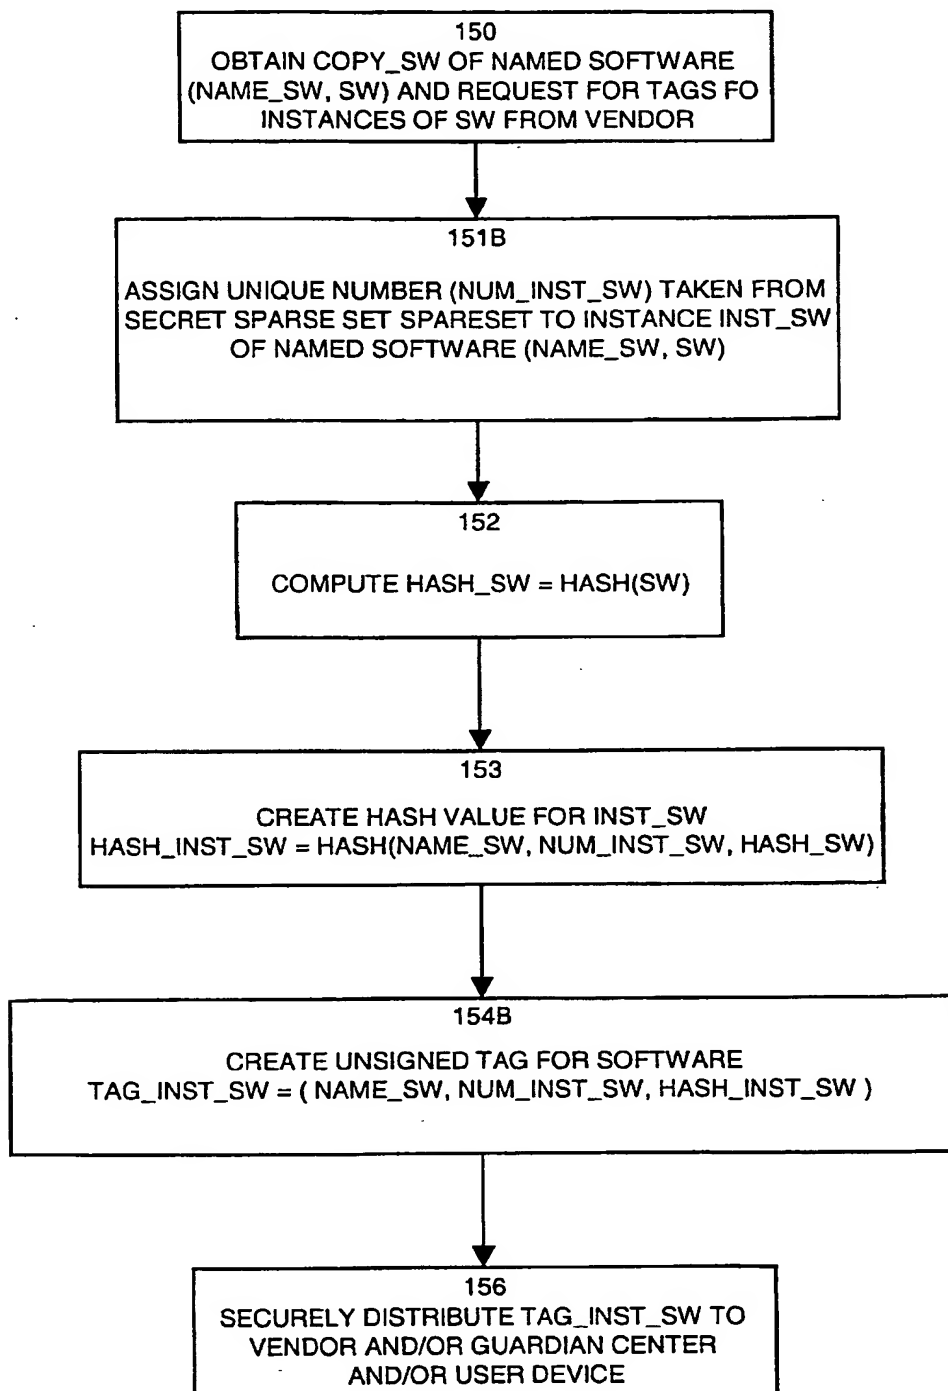 150
OBTAIN COPY_SW OF NAMED SOFTWARE
(NAME_SW, SW) AND REQUEST FOR TAGS FO
INSTANCES OF SW FROM VENDOR
151B
ASSIGN UNIQUE NUMBER (NUM_INST_SW) TAKEN FROM
SECRET SPARSE SET SPARESET TO INSTANCE INST_SW
OF NAMED SOFTWARE (NAME_SW, SW)
152
COMPUTE HASH_SW = HASH(SW)
153
CREATE HASH VALUE FOR INST_SW
HASH_INST_SW = HASH(NAME_SW, NUM_INST_SW, HASH_SW)
154B
CREATE UNSIGNED TAG FOR SOFTWARE
TAG_INST_SW = ( NAME_SW, NUM_INST_SW, HASH_INST_SW )
156
SECURELY DISTRIBUTE TAG_INST_SW TO
VENDOR AND/OR GUARDIAN CENTER
AND/OR USER DEVICE